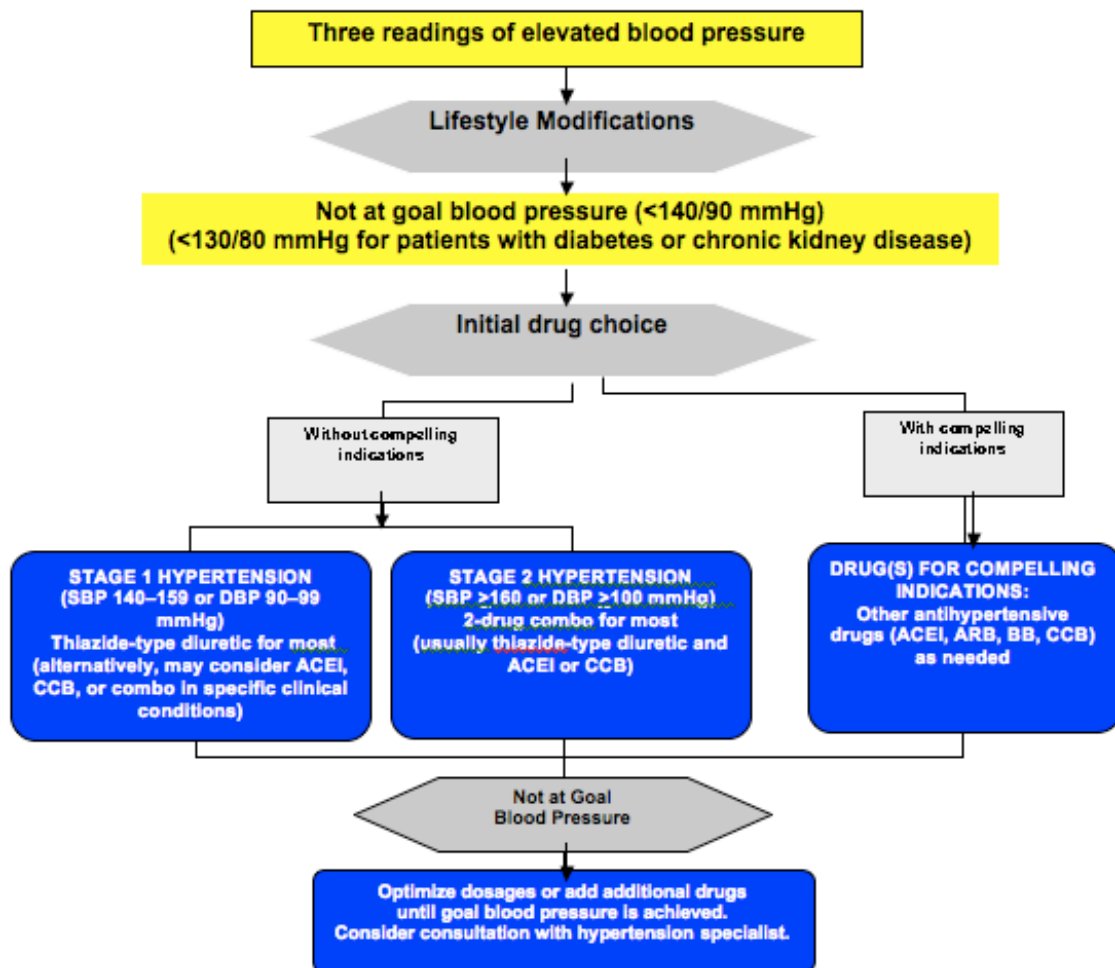 Three readings of elevated blood pressure
Lifestyle Modifications
Not at goal blood pressure (<140/90 mmHg)
(<130/80 mmHg for patients with diabetes or chronic kidney disease)
Initial drug choice
Without compelling
indications
With compelling
indications
STAGE 1 HYPERTENSION
(SBP 140–159 or DBP 90–99
mmHg)
Thiazide-type diuretic for most
(alternatively, may consider ACEI,
CCB, or combo in specific clinical
conditions)
STAGE 2 HYPERTENSION
(SBP >160 or DBP >100 mmHg)
2-drug combo for most
(usually thiazide-type diuretic and
ACEI or CCB)
DRUG(S) FOR COMPELLING
INDICATIONS:
Other antihypertensive
drugs (ACEI, ARB, BB, CCB)
as needed
Not at Goal
Blood Pressure
Optimize dosages or add additional drugs
until goal blood pressure is achieved.
Consider consultation with hypertension specialist.